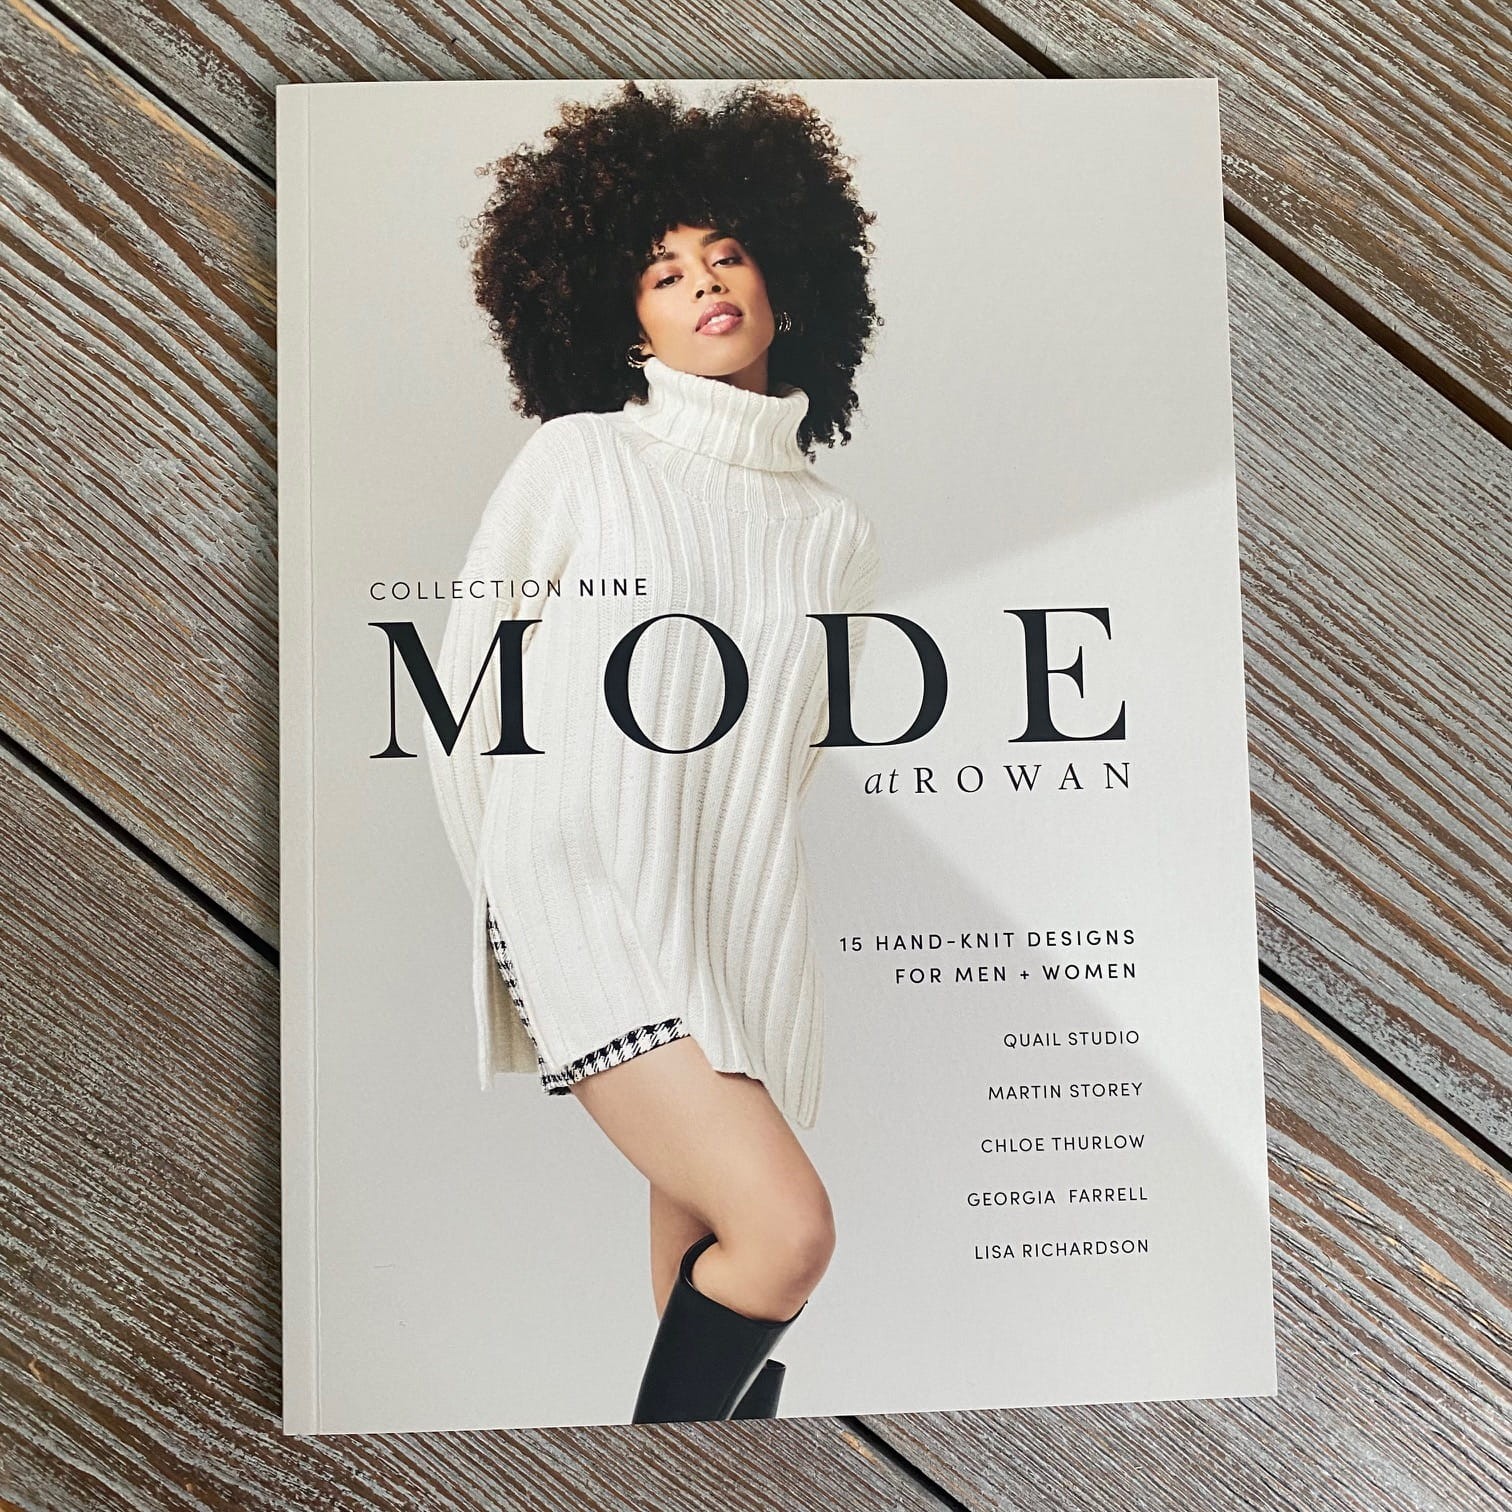 COLLECTION NINE
MODE
at ROWAN
15 HAND-KNIT DESIGNS
FOR MEN + WOMEN
QUAIL STUDIO
MARTIN STOREY
CHLOE THURLOW
GEORGIA FARRELL
LISA RICHARDSON